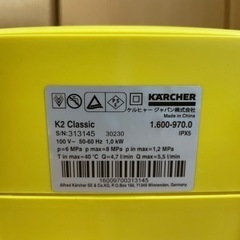 KÄRCHER
ケルヒャー ジャパン株式会社
Made in China
K2 Classic
1.600-970.0
S/N:313145
30230
IPX5
100 V~ 50-60 Hz 1,0 kW
p=6 MPa p max=8 MPa p in max=1,2 MPa
T in max=40 °C Q=4,7 l/min Q max=5,5 l/min
Alfred Kärcher SE & Co. KG, P.O.Box 160, 71349 Winnenden, Germany
16009700313145